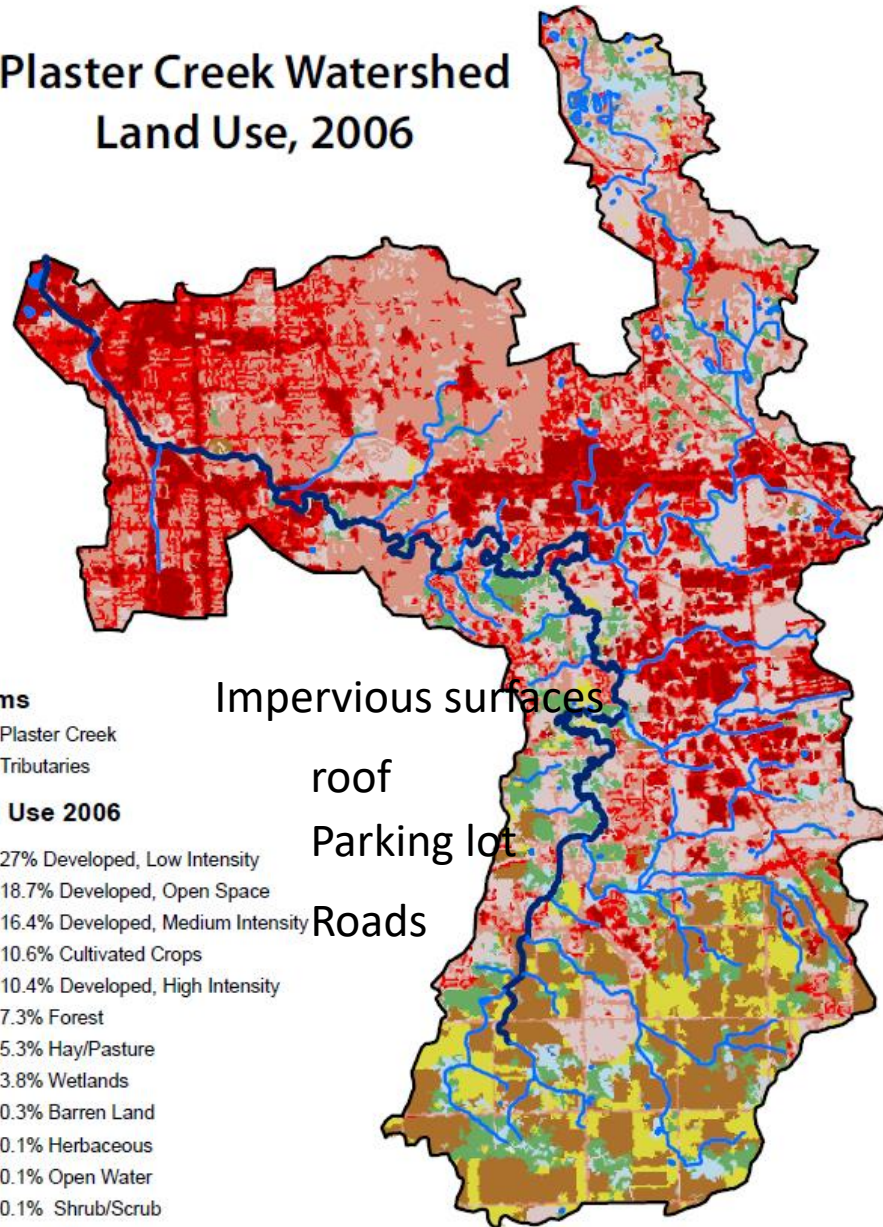 Plaster Creek Watershed
Land Use, 2006
Impervious surfaces
roof
Parking lot
Roads
ms
Plaster Creek
Tributaries
Use 2006
27% Developed, Low Intensity
18.7% Developed, Open Space
16.4% Developed, Medium Intensity
10.6% Cultivated Crops
10.4% Developed, High Intensity
7.3% Forest
5.3% Hay/Pasture
3.8% Wetlands
0.3% Barren Land
0.1% Herbaceous
0.1% Open Water
0.1% Shrub/Scrub